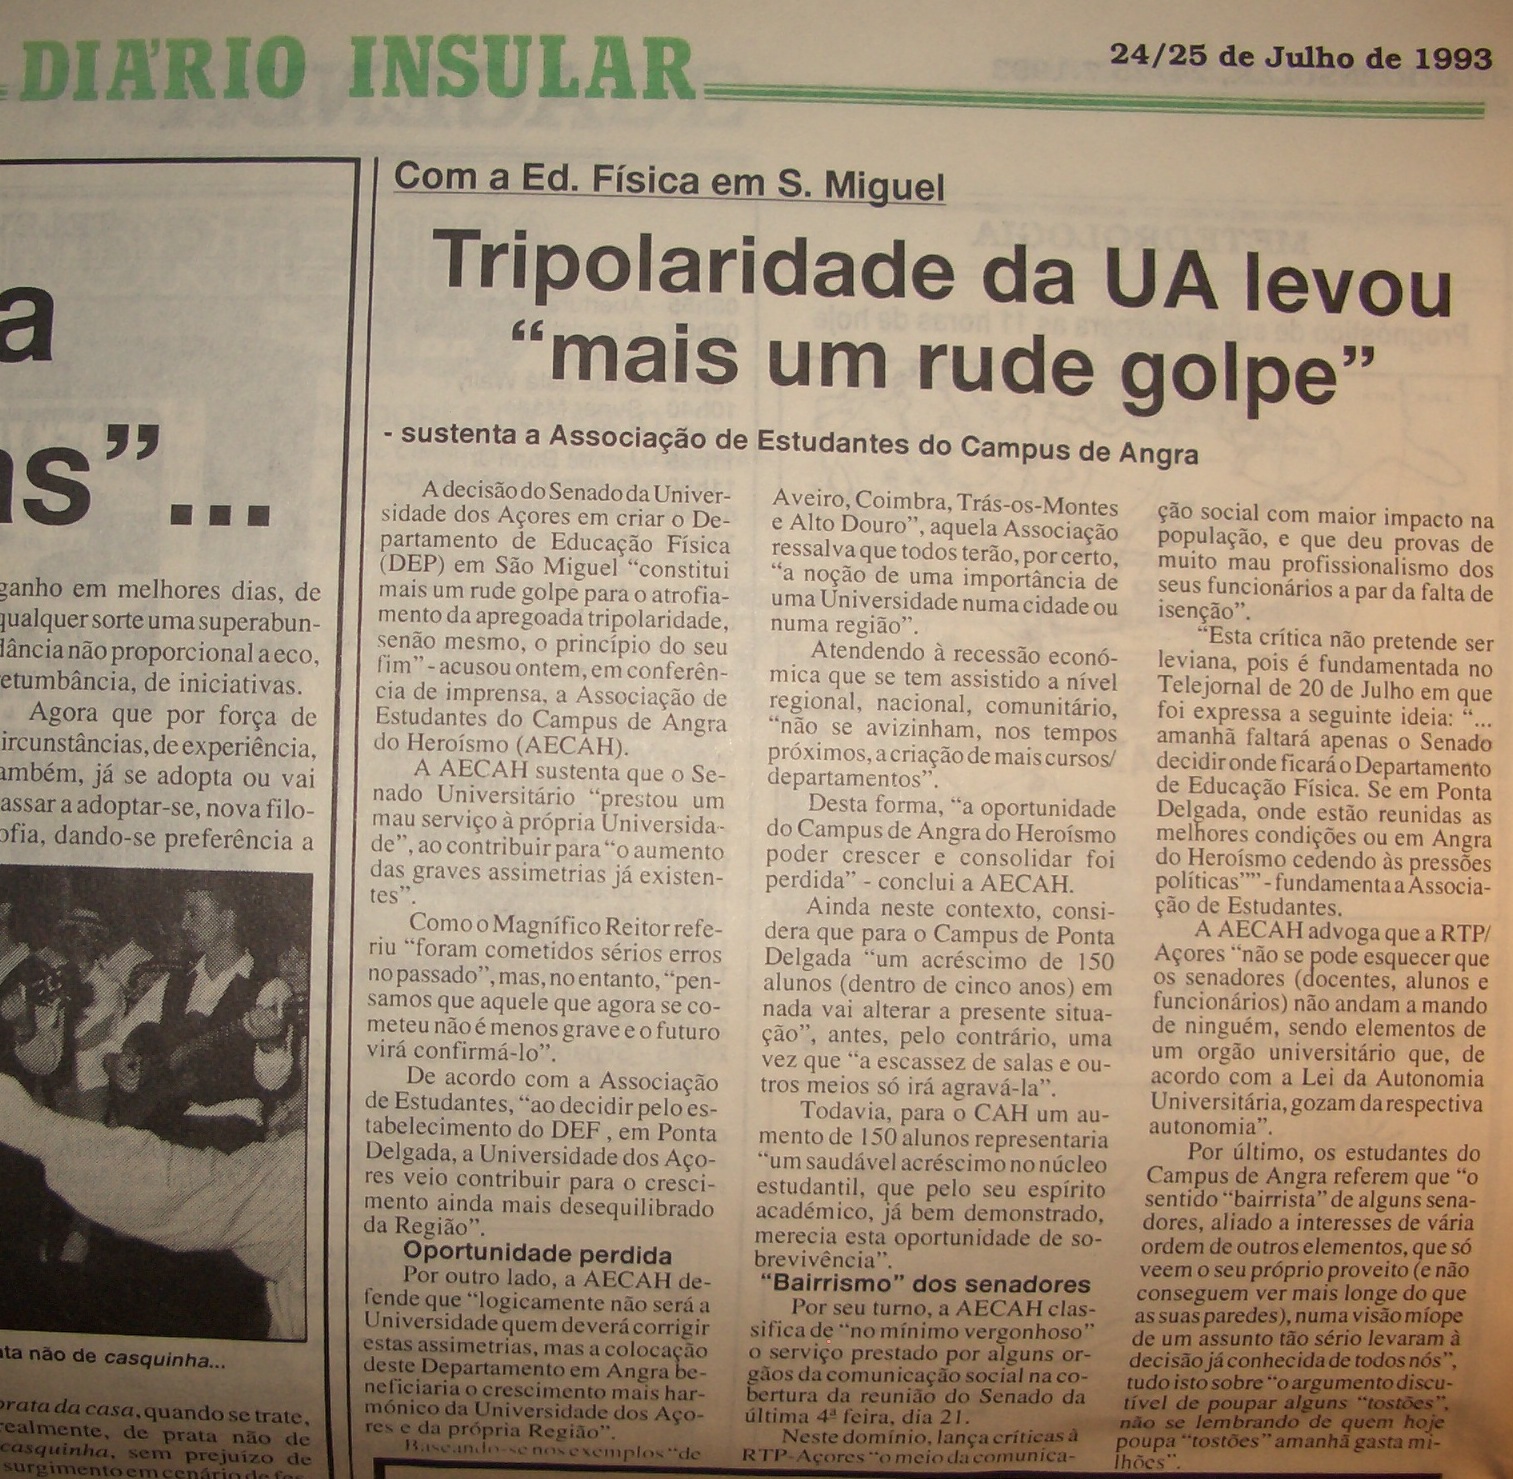 DIÁRIO INSULAR
24/25 de Julho de 1993
a
as”...
ganho em melhores dias, de
qualquer sorte uma superabun-
dância não proporcional a eco,
retumbância, de iniciativas.
Agora que por força de
circunstâncias, de experiência,
também, já se adopta ou vai
passar a adoptar-se, nova filo-
sofia, dando-se preferência a
não de casquinha...
prata da casa, quando se trate,
realmente, de prata não de
casquinha, sem prejuízo de
surgimento em cenário de
Com a Ed. Física em S. Miguel
Tripolaridade da UA levou
“mais um rude golpe”
- sustenta a Associação de Estudantes do Campus de Angra
A decisão do Senado da Univer-
sidade dos Açores em criar o De-
partamento de Educação Física
(DEP) em São Miguel “constitui
mais um rude golpe para o atrofia-
mento da apregoada tripolaridade,
senão mesmo, o princípio do seu
fim” - acusou ontem, em conferên-
cia de imprensa, a Associação de
Estudantes do Campus de Angra
do Heroísmo (AECAH).
A AECAH sustenta que o Se-
nado Universitário “prestou um
mau serviço à própria Universida-
de”, ao contribuir para “o aumento
das graves assimetrias já existen-
tes”.
Como o Magnífico Reitor refe-
riu “foram cometidos sérios erros
no passado”, mas, no entanto, “pen-
samos que aquele que agora se co-
meteu não é menos grave e o futuro
virá confirmá-lo”.
De acordo com a Associação
de Estudantes, “ao decidir pelo es-
tabelecimento do DEF , em Ponta
Delgada, a Universidade dos Aço-
res veio contribuir para o cresci-
mento ainda mais desequilibrado
da Região”.
Oportunidade perdida
Por outro lado, a AECAH de-
fende que “logicamente não será a
Universidade quem deverá corrigir
estas assimetrias, mas a colocação
deste Departamento em Angra be-
neficiaria o crescimento mais har-
mónico da Universidade dos Aço-
res e da própria Região”.
Baseando-se nos exemplos “de
Aveiro, Coimbra, Trás-os-Montes
e Alto Douro”, aquela Associação
ressalva que todos terão, por certo,
“a noção de uma importância de
uma Universidade numa cidade ou
numa região”.
Atendendo à recessão econó-
mica que se tem assistido a nível
regional, nacional, comunitário,
“não se avizinham, nos tempos
próximos, a criação de mais cursos/
departamentos”.
Desta forma, “a oportunidade
do Campus de Angra do Heroísmo
poder crescer e consolidar foi
perdida” - conclui a AECAH.
Ainda neste contexto, consi-
dera que para o Campus de Ponta
Delgada “um acréscimo de 150
alunos (dentro de cinco anos) em
nada vai alterar a presente situa-
ção”, antes, pelo contrário, uma
vez que “a escassez de salas e ou-
tros meios só irá agravá-la”.
Todavia, para o CAH um au-
mento de 150 alunos representaria
“um saudável acréscimo no núcleo
estudantil, que pelo seu espírito
académico, já bem demonstrado,
merecia esta oportunidade de so-
brevivência”.
“Bairrismo” dos senadores
Por seu turno, a AECAH clas-
sifica de “no mínimo vergonhoso”
o serviço prestado por alguns or-
gãos da comunicação social na co-
bertura da reunião do Senado da
última 4ª feira, dia 21.
Neste domínio, lança críticas à
RTP-Açores “o meio da comunica-
ção social com maior impacto na
população, e que deu provas de
muito mau profissionalismo dos
seus funcionários a par da falta de
isenção”.
“Esta crítica não pretende ser
leviana, pois é fundamentada no
Telejornal de 20 de Julho em que
foi expressa a seguinte ideia: “...
amanhã faltará apenas o Senado
decidir onde ficará o Departamento
de Educação Física. Se em Ponta
Delgada, onde estão reunidas as
melhores condições ou em Angra
do Heroísmo cedendo às pressões
políticas”” - fundamenta a Associa-
ção de Estudantes.
A AECAH advoga que a RTP/
Açores “não se pode esquecer que
os senadores (docentes, alunos e
funcionários) não andam a mando
de ninguém, sendo elementos de
um orgão universitário que, de
acordo com a Lei da Autonomia
Universitária, gozam da respectiva
autonomia”.
Por último, os estudantes do
Campus de Angra referem que “o
sentido “bairrista” de alguns sena-
dores, aliado a interesses de vária
ordem de outros elementos, que só
veem o seu próprio proveito (e não
conseguem ver mais longe do que
as suas paredes), numa visão míope
de um assunto tão sério levaram à
decisão já conhecida de todos nós”,
tudo isto sobre “o argumento discu-
tível de poupar alguns “tostões”,
não se lembrando de quem hoje
poupa “tostões” amanhã gasta mi-
lhões”.